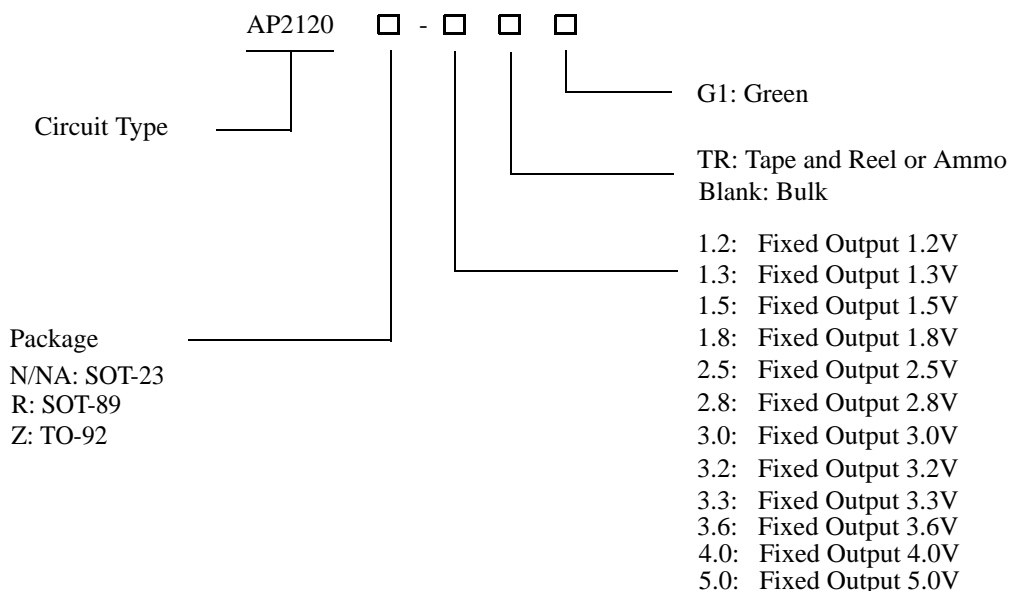 AP2120 -
G1: Green
Circuit Type
TR: Tape and Reel or Ammo
Blank: Bulk
1.2: Fixed Output 1.2V
1.3: Fixed Output 1.3V
1.5: Fixed Output 1.5V
1.8: Fixed Output 1.8V
2.5: Fixed Output 2.5V
2.8: Fixed Output 2.8V
3.0: Fixed Output 3.0V
3.2: Fixed Output 3.2V
3.3: Fixed Output 3.3V
3.6: Fixed Output 3.6V
4.0: Fixed Output 4.0V
5.0: Fixed Output 5.0V
Package
N/NA: SOT-23
R: SOT-89
Z: TO-92